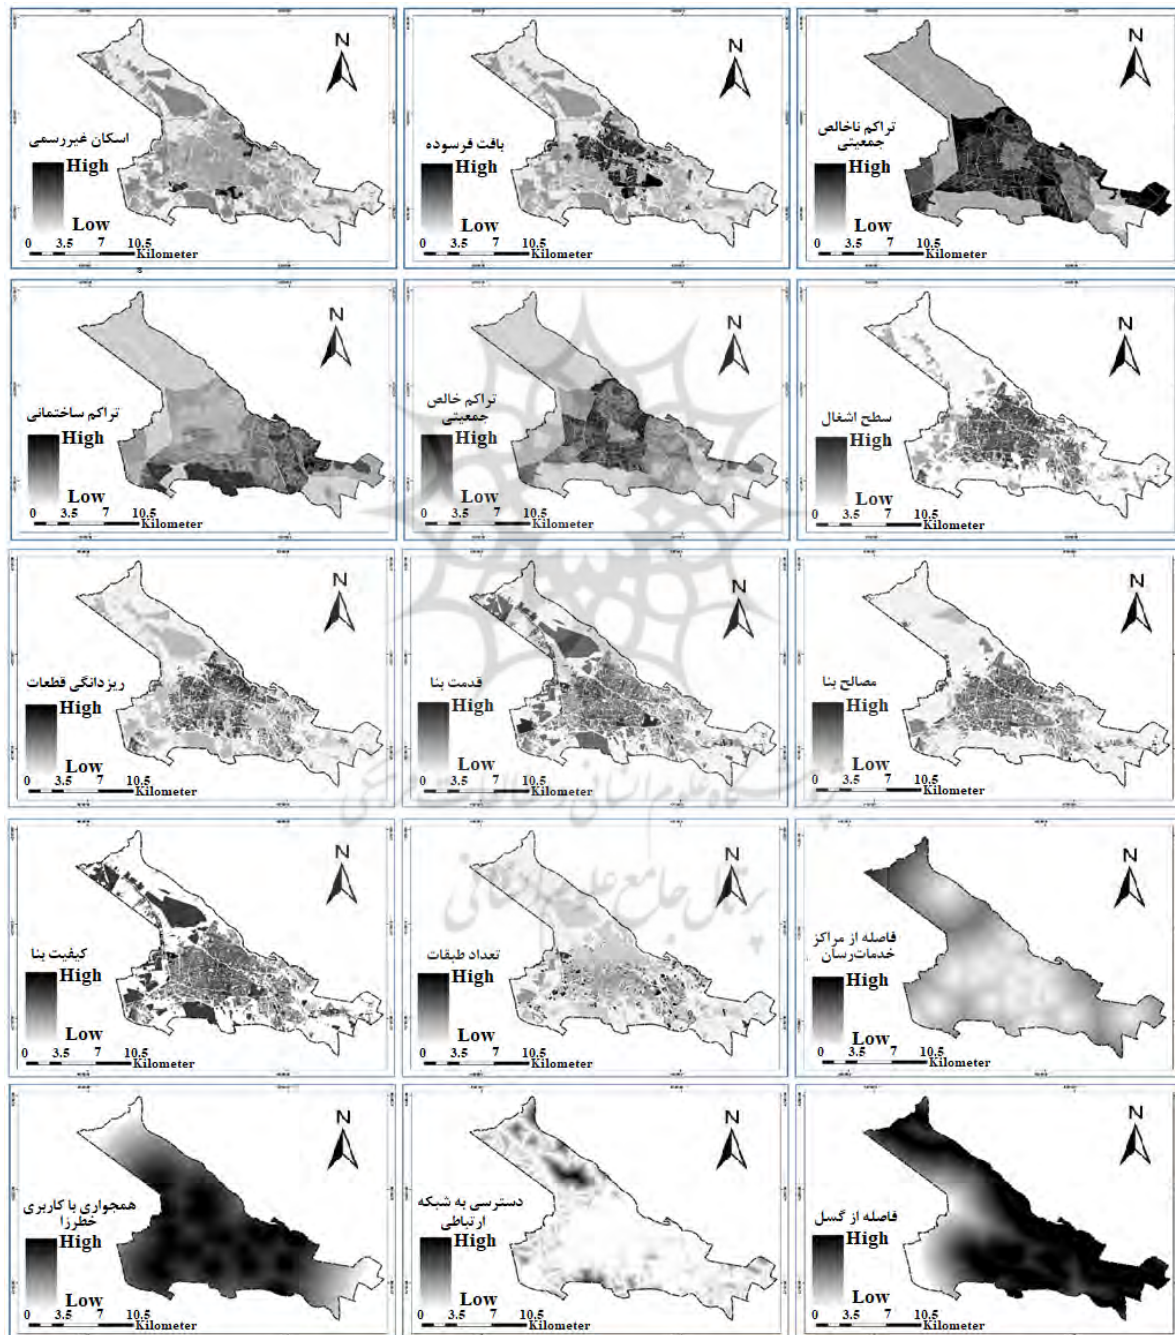 N
اسکان غیررسمی
High
Low
0 3.5 7 10.5
Kilometer
s
N
بافت فرسوده
High
Low
0 3.5 7 10.5
Kilometer
N
تراکم ناخالص
جمعیتی
High
Low
0 3.5 7 10.5
Kilometer
N
تراکم ساختمانی
High
Low
0 3.5 7 10.5
Kilometer
N
تراکم خالص
جمعیتی
High
Low
0 3.5 7 10.5
Kilometer
N
سطح اشغال
High
Low
0 3.5 7 10.5
Kilometer
N
ریزدانگی قطعات
High
Low
0 3.5 7 10.5
Kilometer
N
قدمت بنا
High
Low
0 3.5 7 10.5
Kilometer
N
مصالح بنا
High
Low
0 3.5 7 10.5
Kilometer
پژوشگاه علوم انسانی و مطالعات فرهنگی
N
کیفیت بنا
High
Low
0 3.5 7 10.5
Kilometer
N
تعداد طبقات
High
Low
0 3.5 7 10.5
Kilometer
N
فاصله از مراکز
خدمات‌رسان
High
Low
0 3.5 7 10.5
Kilometer
پرتال جامع علوم انسانی
N
همجواری با کاربری
خطرزا
High
Low
0 3.5 7 10.5
Kilometer
N
دسترسی به شبکه
ارتباطی
High
Low
0 3.5 7 10.5
Kilometer
N
فاصله از گسل
High
Low
0 3.5 7 10.5
Kilometer